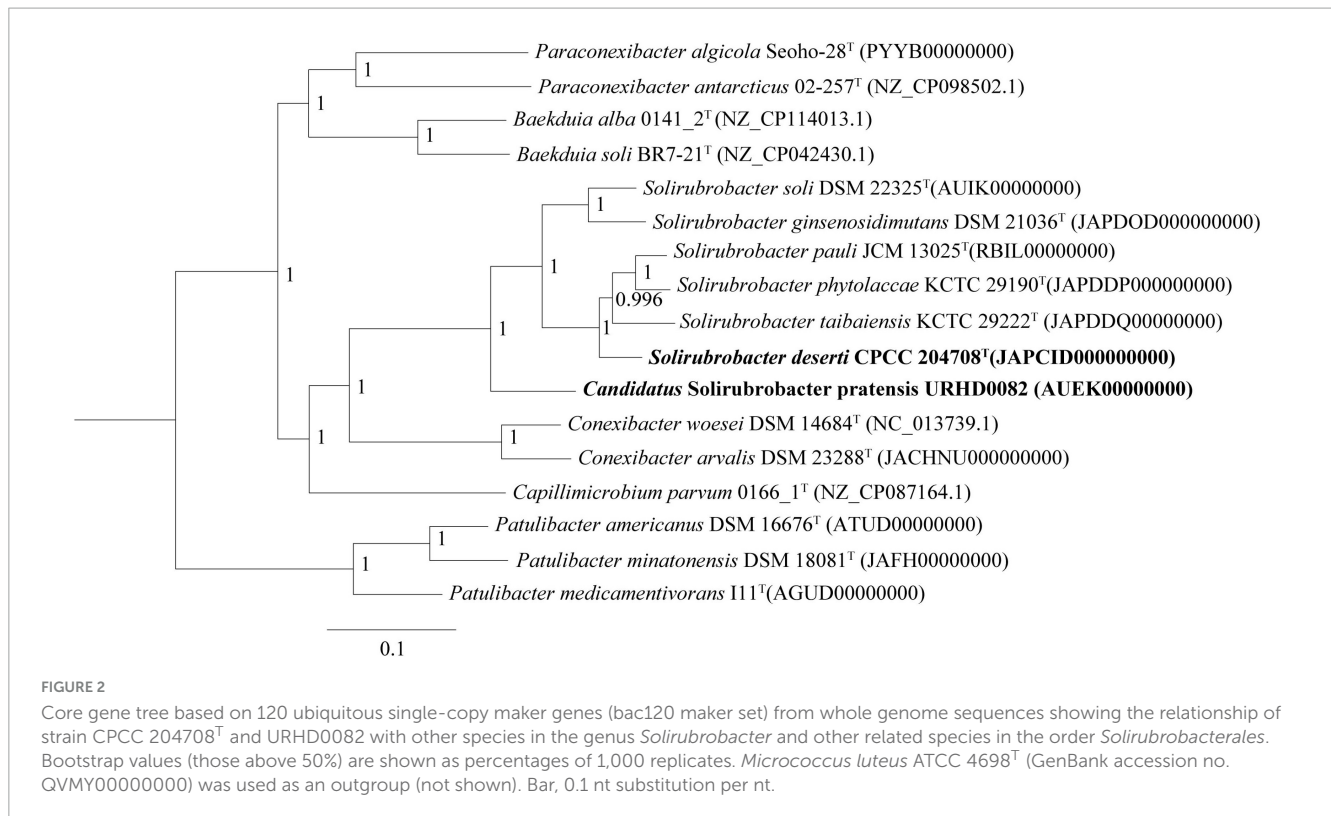 Paraconexibacter algicola Seoho-28ᵀ (PYYB00000000)
1
Paraconexibacter antarcticus 02-257ᵀ (NZ_CP098502.1)
1
Baekduia alba 0141_2ᵀ (NZ_CP114013.1)
1
Baekduia soli BR7-21ᵀ (NZ_CP042430.1)
Solirubrobacter soli DSM 22325ᵀ(AUIK00000000)
1
Solirubrobacter ginsenosidimutans DSM 21036ᵀ (JAPDOD000000000)
Solirubrobacter pauli JCM 13025ᵀ(RBIL00000000)
1
1
1
Solirubrobacter phytolaccae KCTC 29190ᵀ(JAPDDP000000000)
0.996
Solirubrobacter taibaiensis KCTC 29222ᵀ (JAPDDQ00000000)
1
1
Solirubrobacter deserti CPCC 204708ᵀ(JAPCID000000000)
1
Candidatus Solirubrobacter pratensis URHD0082 (AUEK00000000)
Conexibacter woesei DSM 14684ᵀ (NC_013739.1)
1
1
Conexibacter arvalis DSM 23288ᵀ (JACHNU000000000)
Capillimicrobium parvum 0166_1ᵀ (NZ_CP087164.1)
Patulibacter americanus DSM 16676ᵀ (ATUD00000000)
1
Patulibacter minatonensis DSM 18081ᵀ (JAFH00000000)
1
Patulibacter medicamentivorans I11ᵀ(AGUD00000000)
0.1
FIGURE 2
Core gene tree based on 120 ubiquitous single-copy maker genes (bac120 maker set) from whole genome sequences showing the relationship of
strain CPCC 204708ᵀ and URHD0082 with other species in the genus Solirubrobacter and other related species in the order Solirubrobacterales.
Bootstrap values (those above 50%) are shown as percentages of 1,000 replicates. Micrococcus luteus ATCC 4698ᵀ (GenBank accession no.
QVMY00000000) was used as an outgroup (not shown). Bar, 0.1 nt substitution per nt.